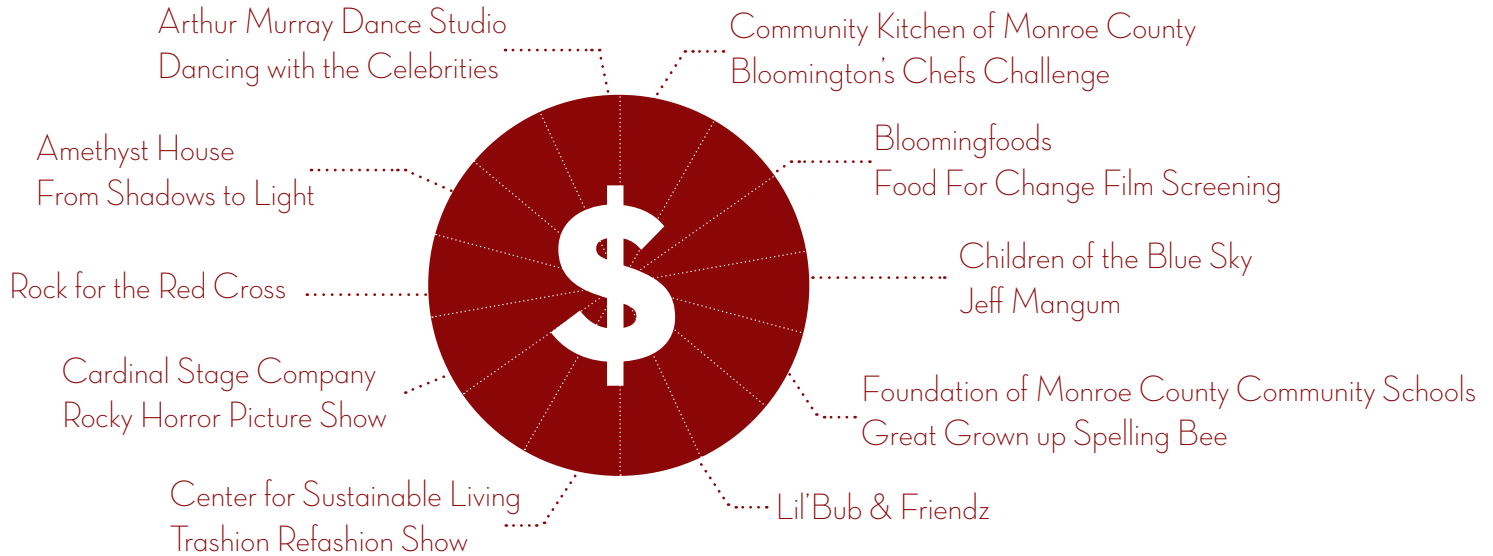 Arthur Murray Dance Studio
Dancing with the Celebrities
Community Kitchen of Monroe County
Bloomington's Chefs Challenge
Amethyst House
From Shadows to Light
Bloomingfoods
Food For Change Film Screening
$
Rock for the Red Cross
Children of the Blue Sky
Jeff Mangum
Cardinal Stage Company
Rocky Horror Picture Show
Foundation of Monroe County Community Schools
Great Grown up Spelling Bee
Center for Sustainable Living
Trashion Refashion Show
Lil'Bub & Friendz